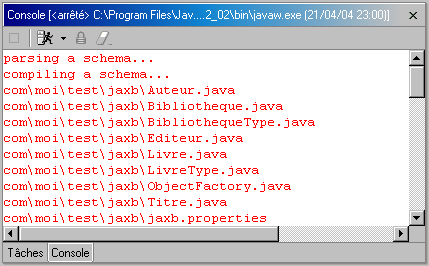 Console [<arrêté> C:\Program Files\Jav....2_02\bin\javaw.exe (21/04/04 23:00)]
parsing a schema...
compiling a schema...
com\moi\test\jaxb\Auteur.java
com\moi\test\jaxb\Bibliotheque.java
com\moi\test\jaxb\BibliothequeType.java
com\moi\test\jaxb\Editeur.java
com\moi\test\jaxb\Livre.java
com\moi\test\jaxb\LivreType.java
com\moi\test\jaxb\ObjectFactory.java
com\moi\test\jaxb\Titre.java
com\moi\test\jaxb\jaxb.properties
Tâches Console